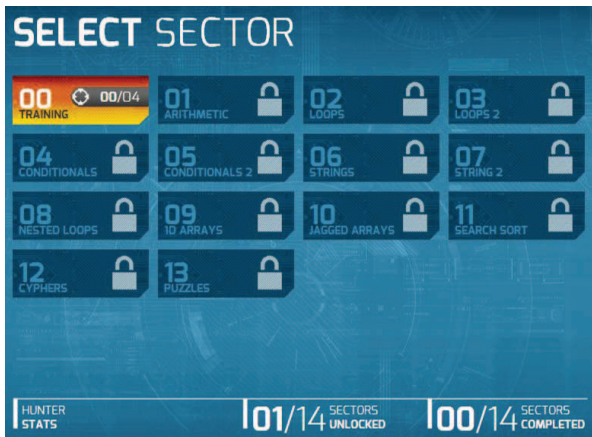 SELECT SECTOR
00 00/04
TRAINING
01
ARITHMETIC
02
LOOPS
03
LOOPS 2
04
CONDITIONALS
05
CONDITIONALS 2
06
STRINGS
07
STRING 2
08
NESTED LOOPS
09
1D ARRAYS
10
JAGGED ARRAYS
11
SEARCH SORT
12
CYPHERS
13
PUZZLES
HUNTER
STATS
01/14 SECTORS
UNLOCKED
00/14 SECTORS
COMPLETED